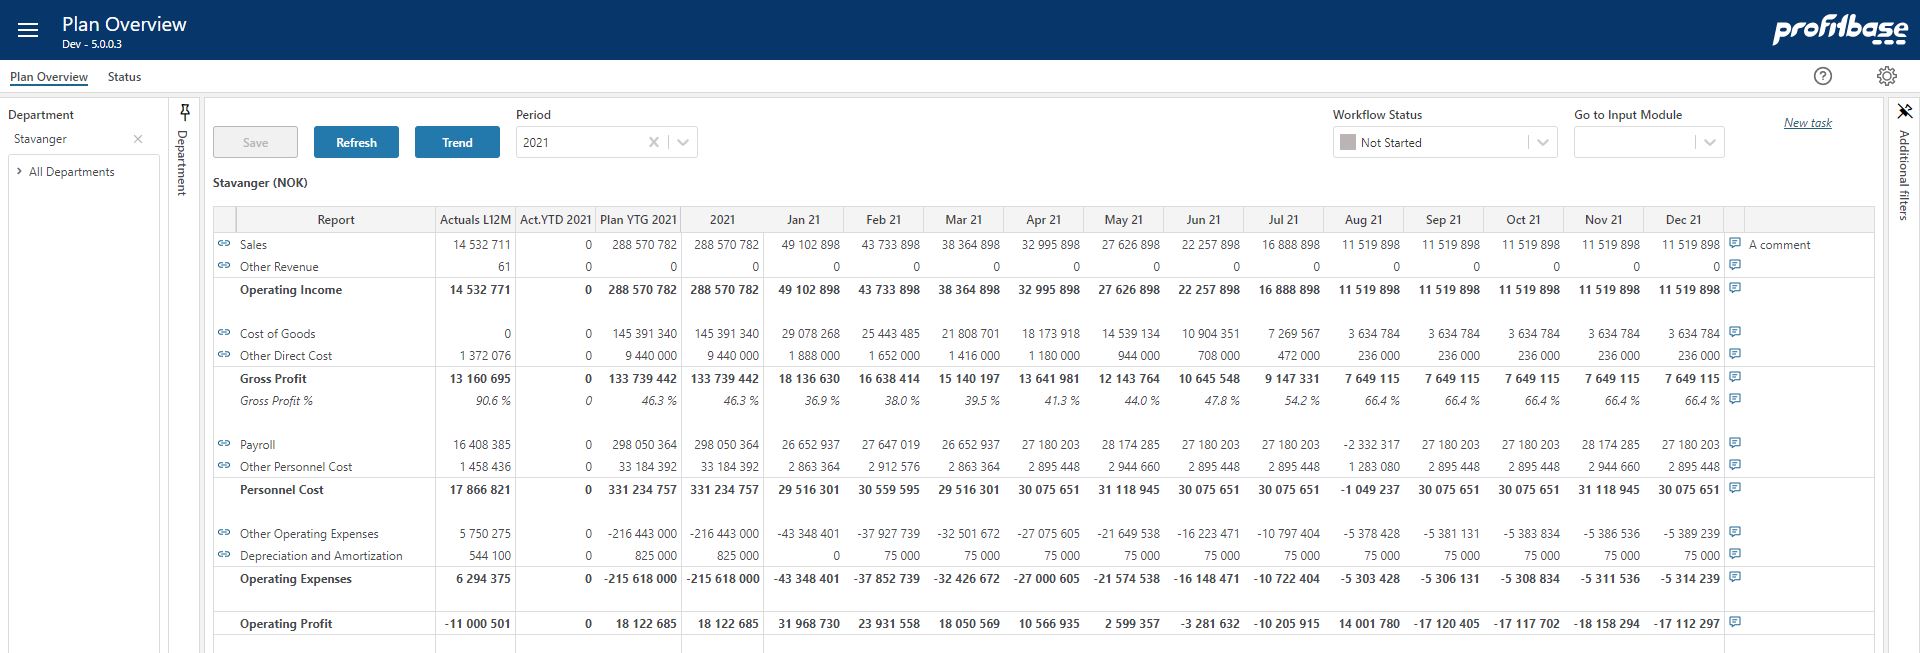 Plan Overview
Dev - 5.0.0.3
profitbase
Plan Overview Status
Department
Stavanger
All Departments
Department
Save Refresh Trend
Period
2021
Workflow Status
Not Started
Go to Input Module
New task
Additional filters
Stavanger (NOK)
Report Actuals L12M Act.YTD 2021 Plan YTG 2021 2021 Jan 21 Feb 21 Mar 21 Apr 21 May 21 Jun 21 Jul 21 Aug 21 Sep 21 Oct 21 Nov 21 Dec 21
Sales 14 532 711 0 288 570 782 288 570 782 49 102 898 43 733 898 38 364 898 32 995 898 27 626 898 22 257 898 16 888 898 11 519 898 11 519 898 11 519 898 11 519 898 11 519 898 A comment
Other Revenue 61 0 0 0 0 0 0 0 0 0 0 0 0 0 0 0
Operating Income 14 532 771 0 288 570 782 288 570 782 49 102 898 43 733 898 38 364 898 32 995 898 27 626 898 22 257 898 16 888 898 11 519 898 11 519 898 11 519 898 11 519 898 11 519 898
Cost of Goods 0 0 145 391 340 145 391 340 29 078 268 25 443 485 21 808 701 18 173 918 14 539 134 10 904 351 7 269 567 3 634 784 3 634 784 3 634 784 3 634 784 3 634 784
Other Direct Cost 1 372 076 0 9 440 000 9 440 000 1 888 000 1 652 000 1 416 000 1 180 000 944 000 708 000 472 000 236 000 236 000 236 000 236 000 236 000
Gross Profit 13 160 695 0 133 739 442 133 739 442 18 136 630 16 638 414 15 140 197 13 641 981 12 143 764 10 645 548 9 147 331 7 649 115 7 649 115 7 649 115 7 649 115 7 649 115
Gross Profit % 90.6 % 0 46.3 % 46.3 % 36.9 % 38.0 % 39.5 % 41.3 % 44.0 % 47.8 % 54.2 % 66.4 % 66.4 % 66.4 % 66.4 % 66.4 %
Payroll 16 408 385 0 298 050 364 298 050 364 26 652 937 27 647 019 26 652 937 27 180 203 28 174 285 27 180 203 27 180 203 -2 332 317 27 180 203 27 180 203 28 174 285 27 180 203
Other Personnel Cost 1 458 436 0 33 184 392 33 184 392 2 863 364 2 912 576 2 863 364 2 895 448 2 944 660 2 895 448 2 895 448 1 283 080 2 895 448 2 895 448 2 944 660 2 895 448
Personnel Cost 17 866 821 0 331 234 757 331 234 757 29 516 301 30 559 595 29 516 301 30 075 651 31 118 945 30 075 651 30 075 651 -1 049 237 30 075 651 30 075 651 31 118 945 30 075 651
Other Operating Expenses 5 750 275 0 -216 443 000 -216 443 000 -43 348 401 -37 927 739 -32 501 672 -27 075 605 -21 649 538 -16 223 471 -10 797 404 -5 378 428 -5 381 131 -5 383 834 -5 386 536 -5 389 239
Depreciation and Amortization 544 100 0 825 000 825 000 0 75 000 75 000 75 000 75 000 75 000 75 000 75 000 75 000 75 000 75 000 75 000
Operating Expenses 6 294 375 0 -215 618 000 -215 618 000 -43 348 401 -37 852 739 -32 426 672 -27 000 605 -21 574 538 -16 148 471 -10 722 404 -5 303 428 -5 306 131 -5 308 834 -5 311 536 -5 314 239
Operating Profit -11 000 501 0 18 122 685 18 122 685 31 968 730 23 931 558 18 050 569 10 566 935 2 599 357 -3 281 632 -10 205 915 14 001 780 -17 120 405 -17 117 702 -18 158 294 -17 112 297